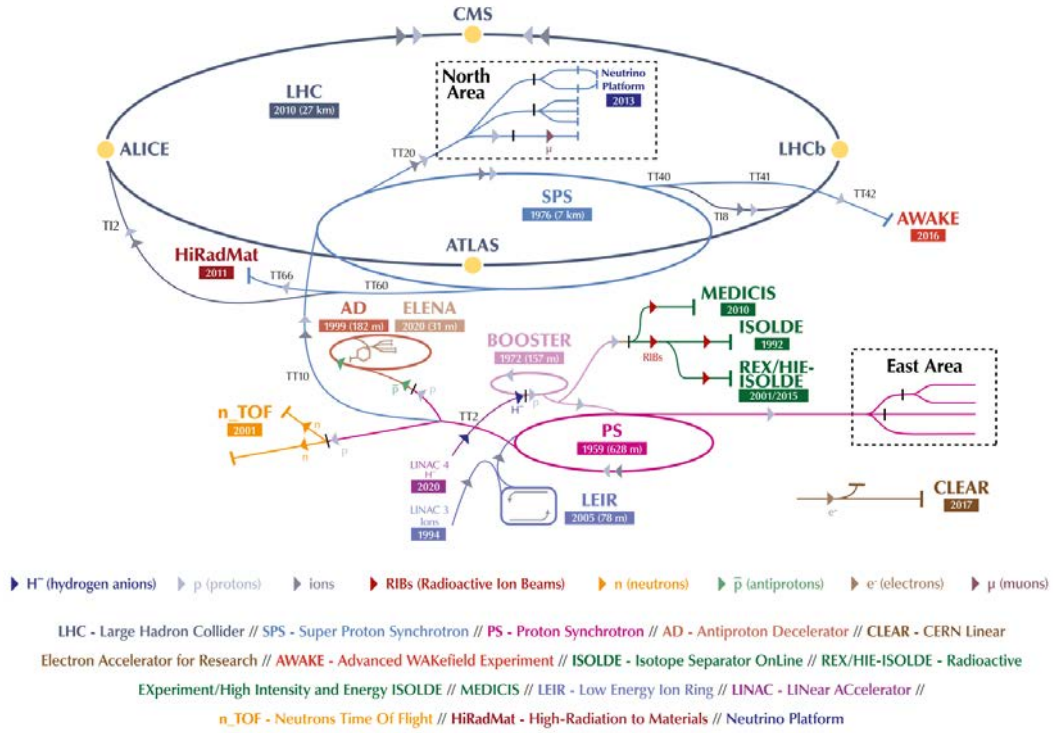 CMS
North
Area
Neutrino
Platform
2013
LHC
2010 (27 km)
μ
ALICE
LHCb
TT20
TT40
TT41
TT42
SPS
1976 (7 km)
TI8
AWAKE
2016
TI2
HiRadMat
2011
ATLAS
TT66
TT60
MEDICIS
2010
AD
1999 (182 m)
ELENA
2020 (31 m)
BOOSTER
1972 (157 m)
ISOLDE
1992
RIBs
REX/HIE-
ISOLDE
2001/2015
East Area
TT10
p̅
p
H⁻
p
n_TOF
2001
n
n
p
TT2
PS
1959 (628 m)
LINAC 4
H⁻
2020
LEIR
2005 (78 m)
LINAC 3
Ions
1994
CLEAR
2017
e⁻
H⁻ (hydrogen anions)
p (protons)
ions
RIBs (Radioactive Ion Beams)
n (neutrons)
p̅ (antiprotons)
e⁻ (electrons)
μ (muons)
LHC - Large Hadron Collider // SPS - Super Proton Synchrotron // PS - Proton Synchrotron // AD - Antiproton Decelerator // CLEAR - CERN Linear
Electron Accelerator for Research // AWAKE - Advanced WAKefield Experiment // ISOLDE - Isotope Separator OnLine // REX/HIE-ISOLDE - Radioactive
EXperiment/High Intensity and Energy ISOLDE // MEDICIS // LEIR - Low Energy Ion Ring // LINAC - LINear ACcelerator //
n_TOF - Neutrons Time Of Flight // HiRadMat - High-Radiation to Materials // Neutrino Platform